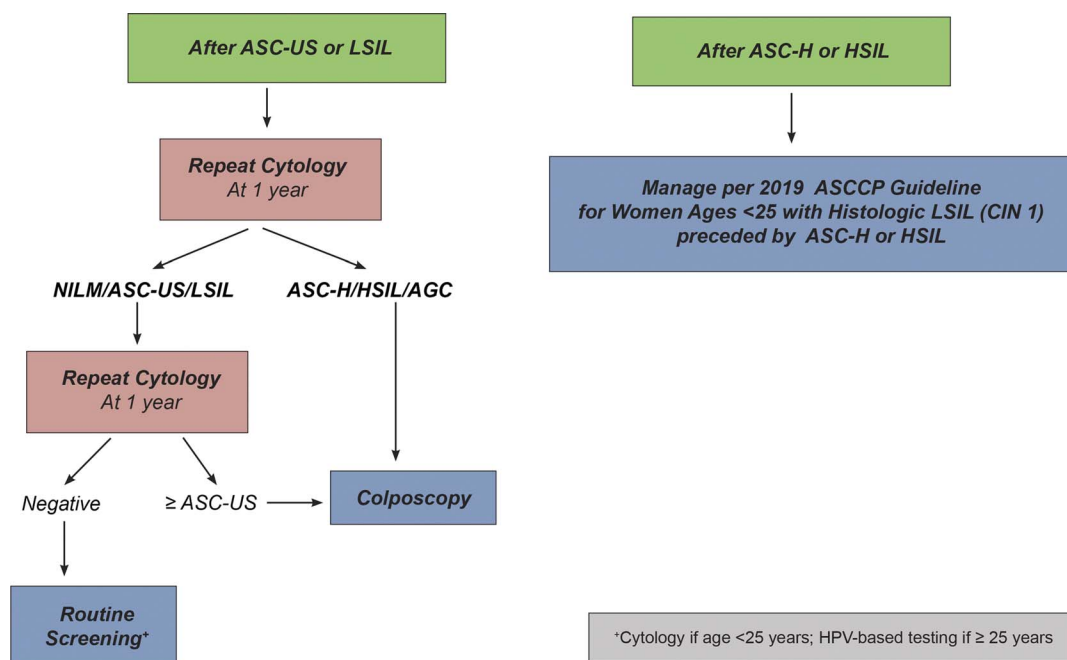 After ASC-US or LSIL
Repeat Cytology
At 1 year
NILM/ASC-US/LSIL
ASC-H/HSIL/AGC
Repeat Cytology
At 1 year
Negative
≥ ASC-US
Colposcopy
Routine
Screening⁺
After ASC-H or HSIL
Manage per 2019 ASCCP Guideline
for Women Ages <25 with Histologic LSIL (CIN 1)
preceded by ASC-H or HSIL
⁺Cytology if age <25 years; HPV-based testing if ≥ 25 years